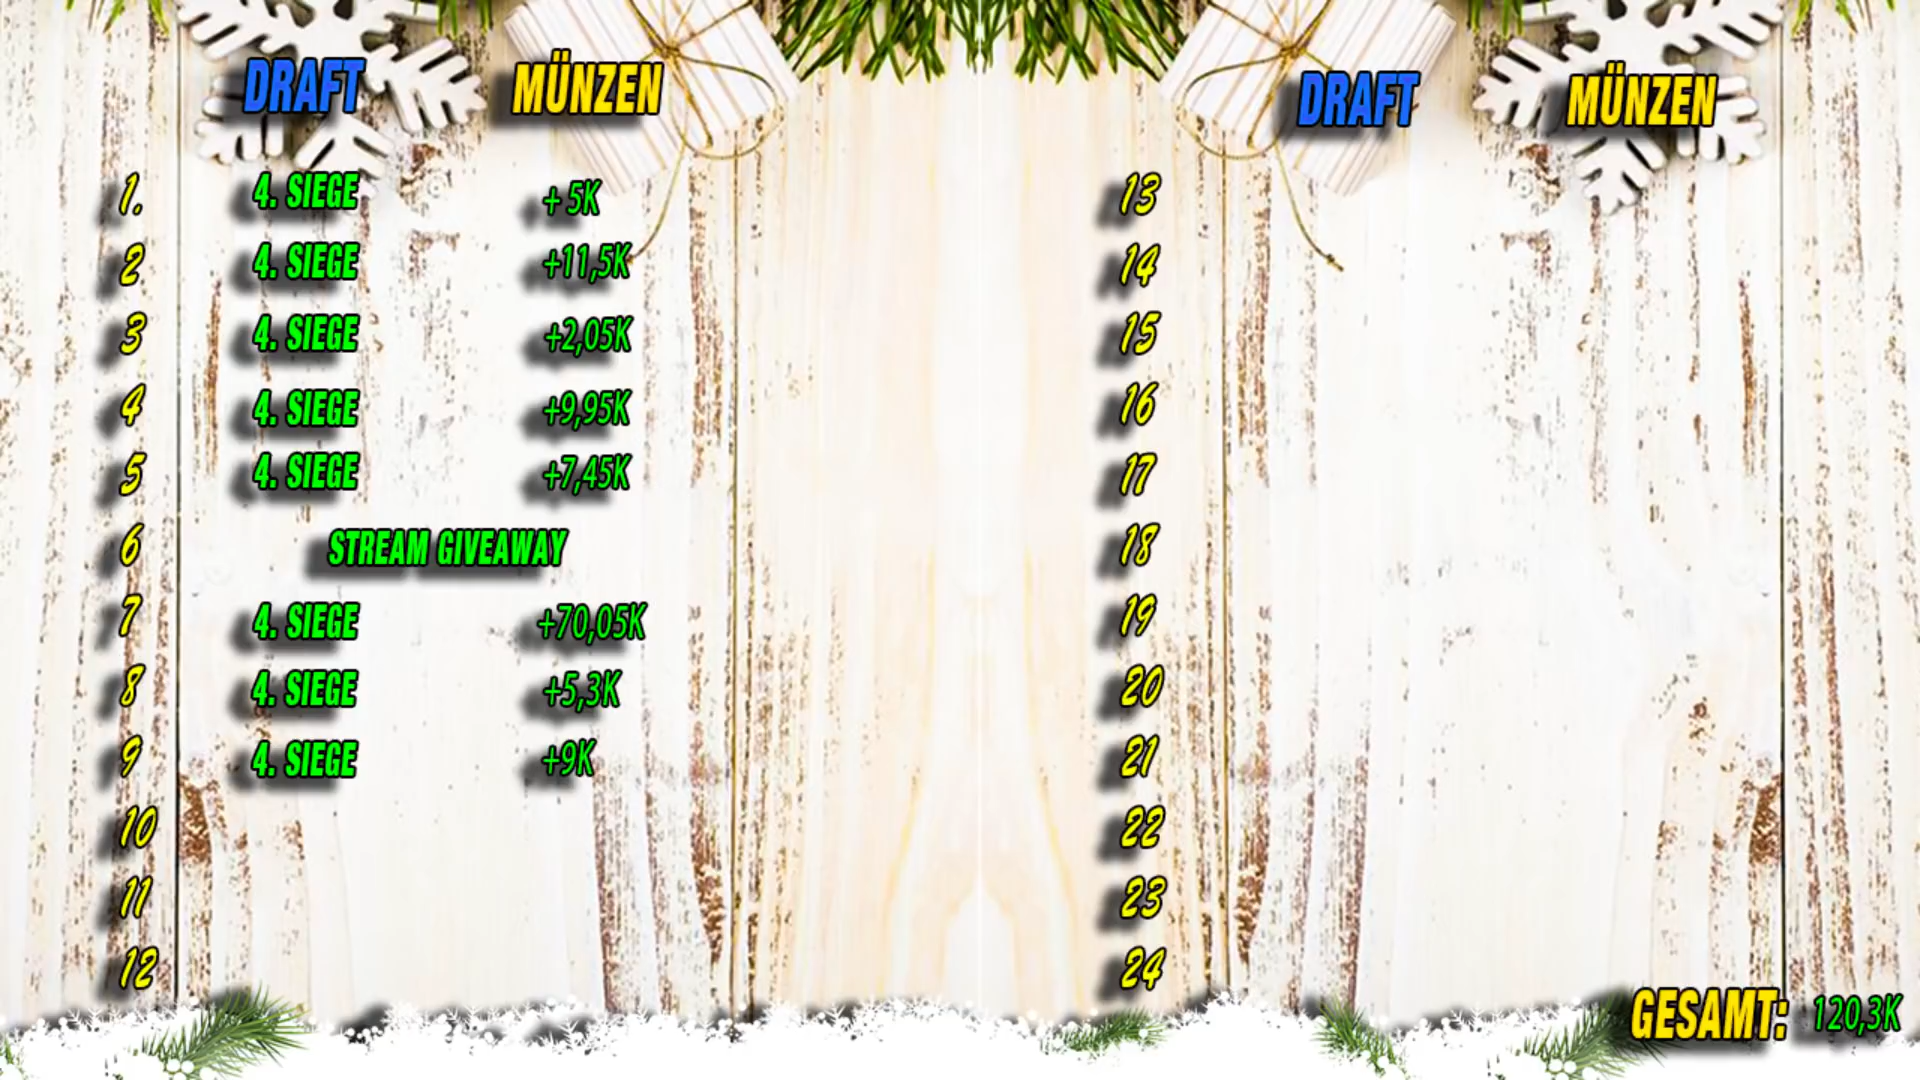 DRAFT MÜNZEN
1. 4. SIEGE + 5K
2 4. SIEGE +11,5K
3 4. SIEGE +2,05K
4 4. SIEGE +9,95K
5 4. SIEGE +7,45K
6 STREAM GIVEAWAY
7 4. SIEGE +70,05K
8 4. SIEGE +5,3K
9 4. SIEGE +9K
10
11
12
DRAFT MÜNZEN
13
14
15
16
17
18
19
20
21
22
23
24
GESAMT: 120,3K